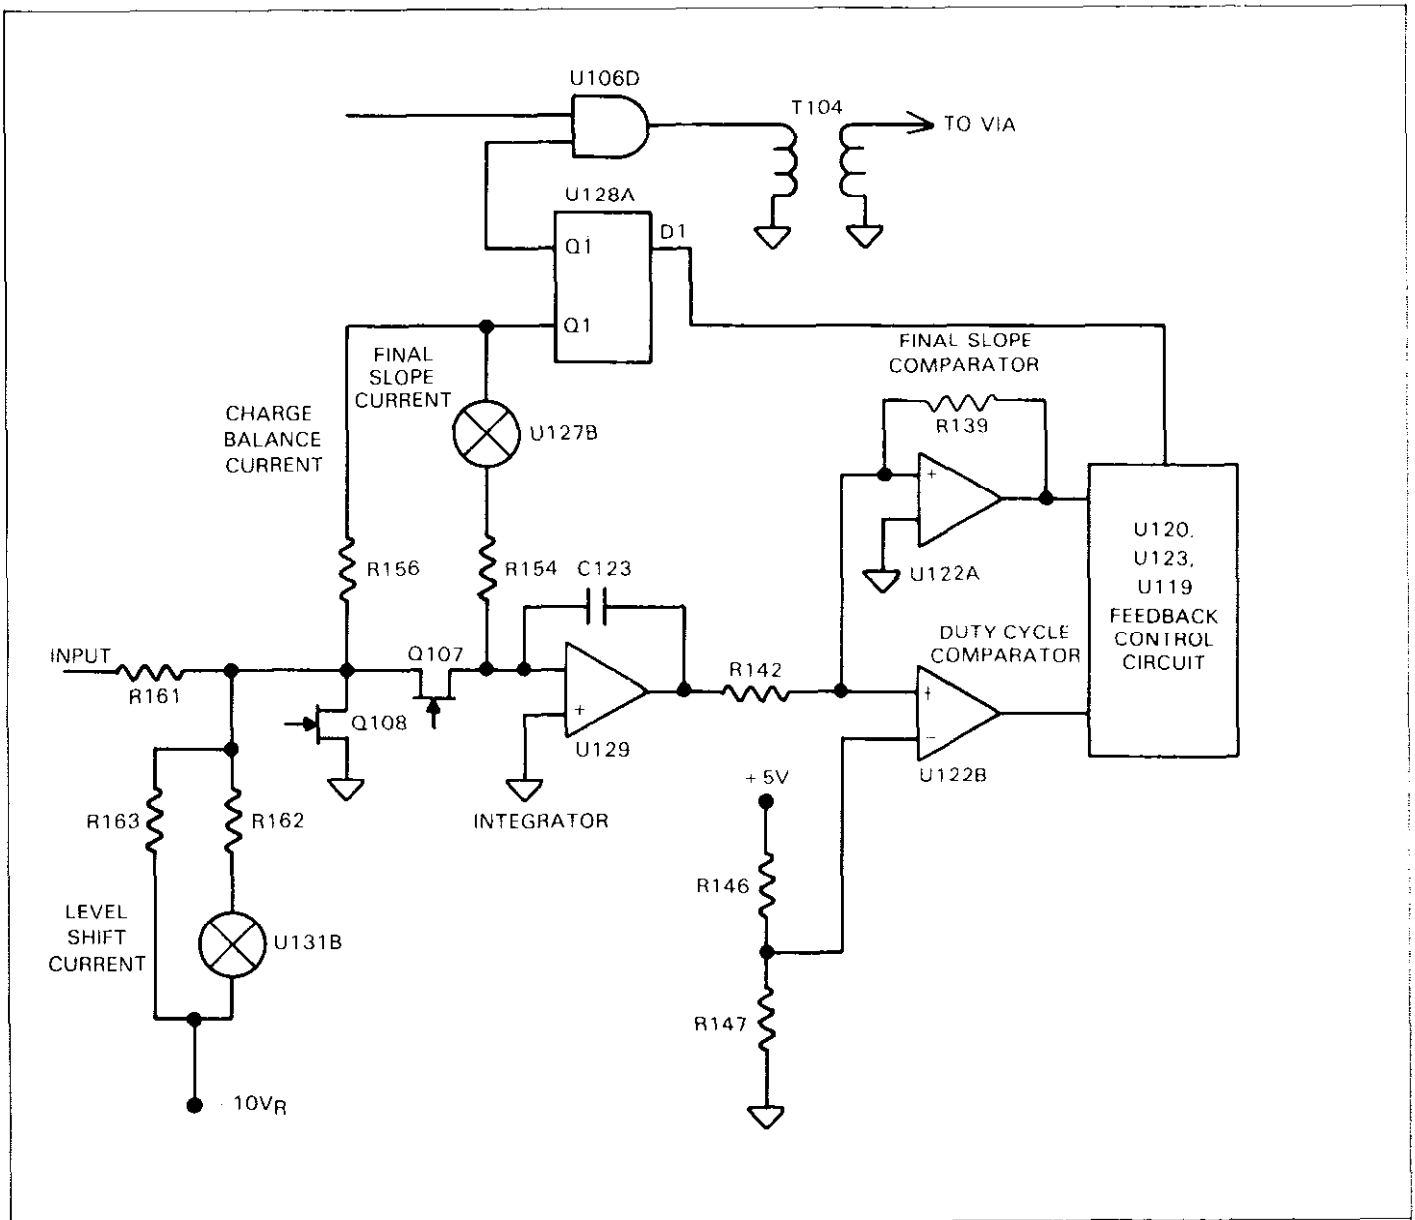 U106D
T104
TO VIA
U128A
D1
Q1
Q1
FINAL
SLOPE
CURRENT
FINAL SLOPE
COMPARATOR
CHARGE
BALANCE
CURRENT
U127B
R139
+
U120,
U123,
U119
FEEDBACK
CONTROL
CIRCUIT
R156
R154
C123
U122A
INPUT
R161
Q107
DUTY CYCLE
COMPARATOR
R142
+
Q108
+
U129
−
U122B
+ 5V
INTEGRATOR
R163
R162
R146
LEVEL
SHIFT
CURRENT
U131B
R147
- 10VR